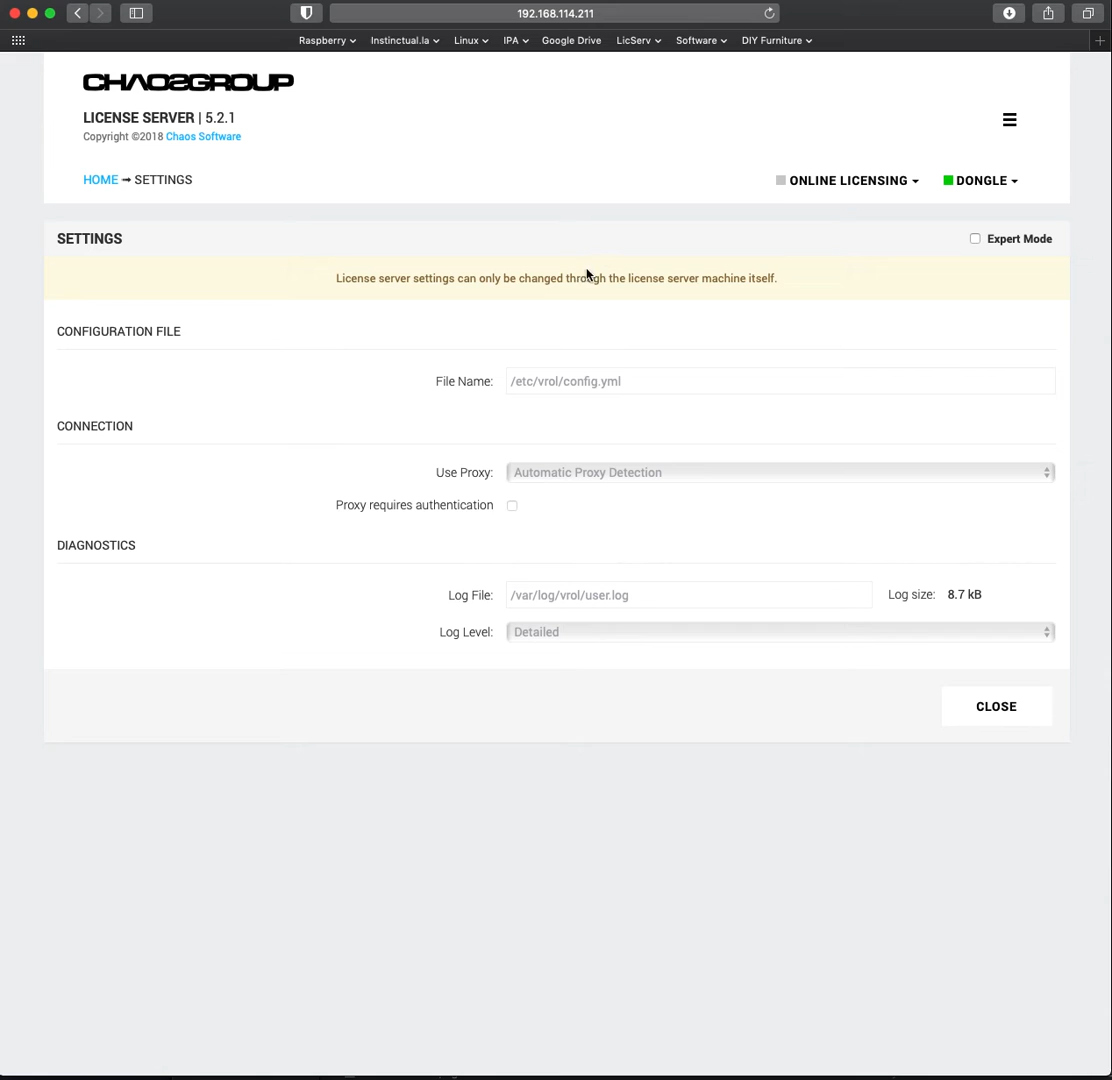 192.168.114.211
Raspberry Instinctual.la Linux IPA Google Drive LicServ Software DIY Furniture
CHAOSGROUP
LICENSE SERVER | 5.2.1
Copyright ©2018 Chaos Software
HOME ➞ SETTINGS
ONLINE LICENSING DONGLE
SETTINGS
Expert Mode
License server settings can only be changed through the license server machine itself.
CONFIGURATION FILE
File Name: /etc/vrol/config.yml
CONNECTION
Use Proxy: Automatic Proxy Detection
Proxy requires authentication
DIAGNOSTICS
Log File: /var/log/vrol/user.log Log size: 8.7 kB
Log Level: Detailed
CLOSE